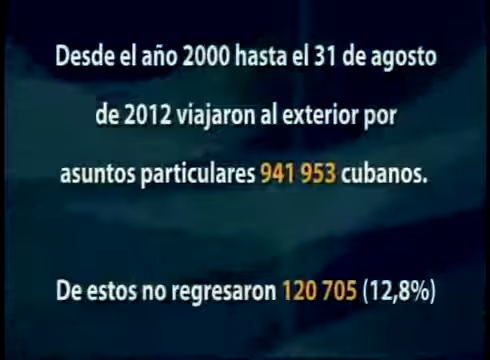 Desde el año 2000 hasta el 31 de agosto
de 2012 viajaron al exterior por
asuntos particulares 941 953 cubanos.
De estos no regresaron 120 705 (12,8%)